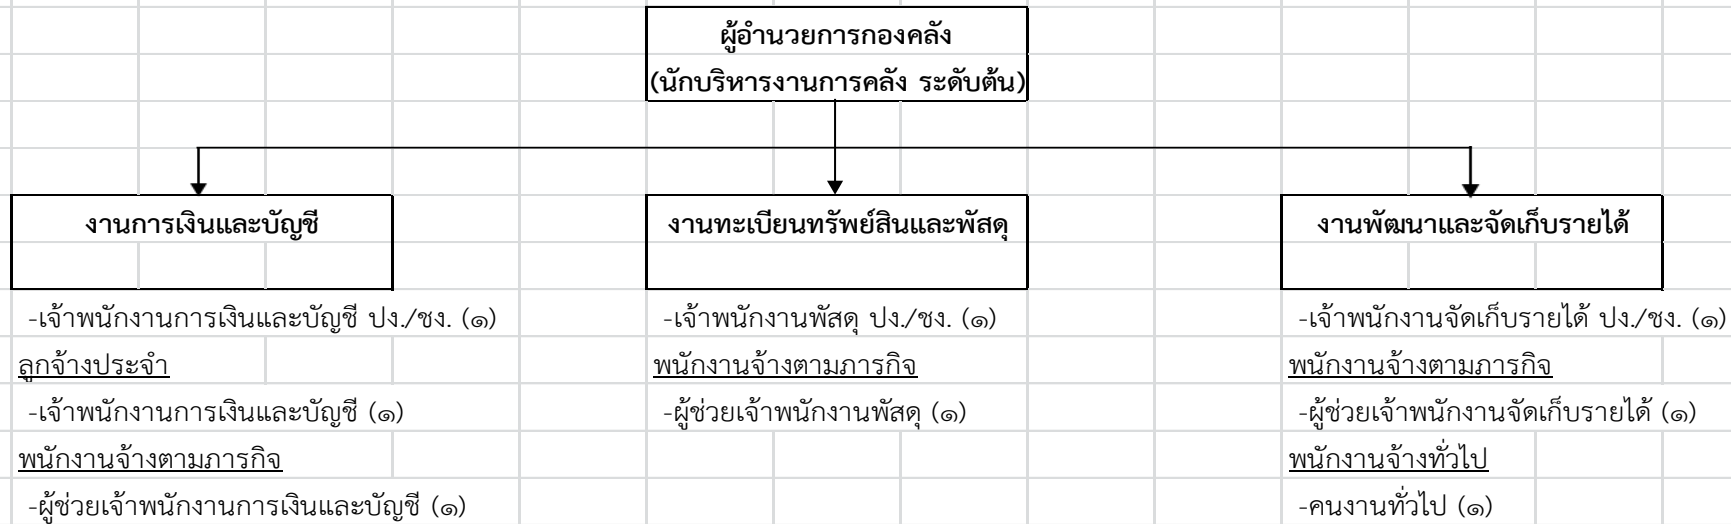 ผู้อำนวยการกองคลัง
(นักบริหารงานการคลัง ระดับต้น)
งานการเงินและบัญชี
-เจ้าพนักงานการเงินและบัญชี ปง./ชง. (๑)
ลูกจ้างประจำ
-เจ้าพนักงานการเงินและบัญชี (๑)
พนักงานจ้างตามภารกิจ
-ผู้ช่วยเจ้าพนักงานการเงินและบัญชี (๑)
งานทะเบียนทรัพย์สินและพัสดุ
-เจ้าพนักงานพัสดุ ปง./ชง. (๑)
พนักงานจ้างตามภารกิจ
-ผู้ช่วยเจ้าพนักงานพัสดุ (๑)
งานพัฒนาและจัดเก็บรายได้
-เจ้าพนักงานจัดเก็บรายได้ ปง./ชง. (๑)
พนักงานจ้างตามภารกิจ
-ผู้ช่วยเจ้าพนักงานจัดเก็บรายได้ (๑)
พนักงานจ้างทั่วไป
-คนงานทั่วไป (๑)